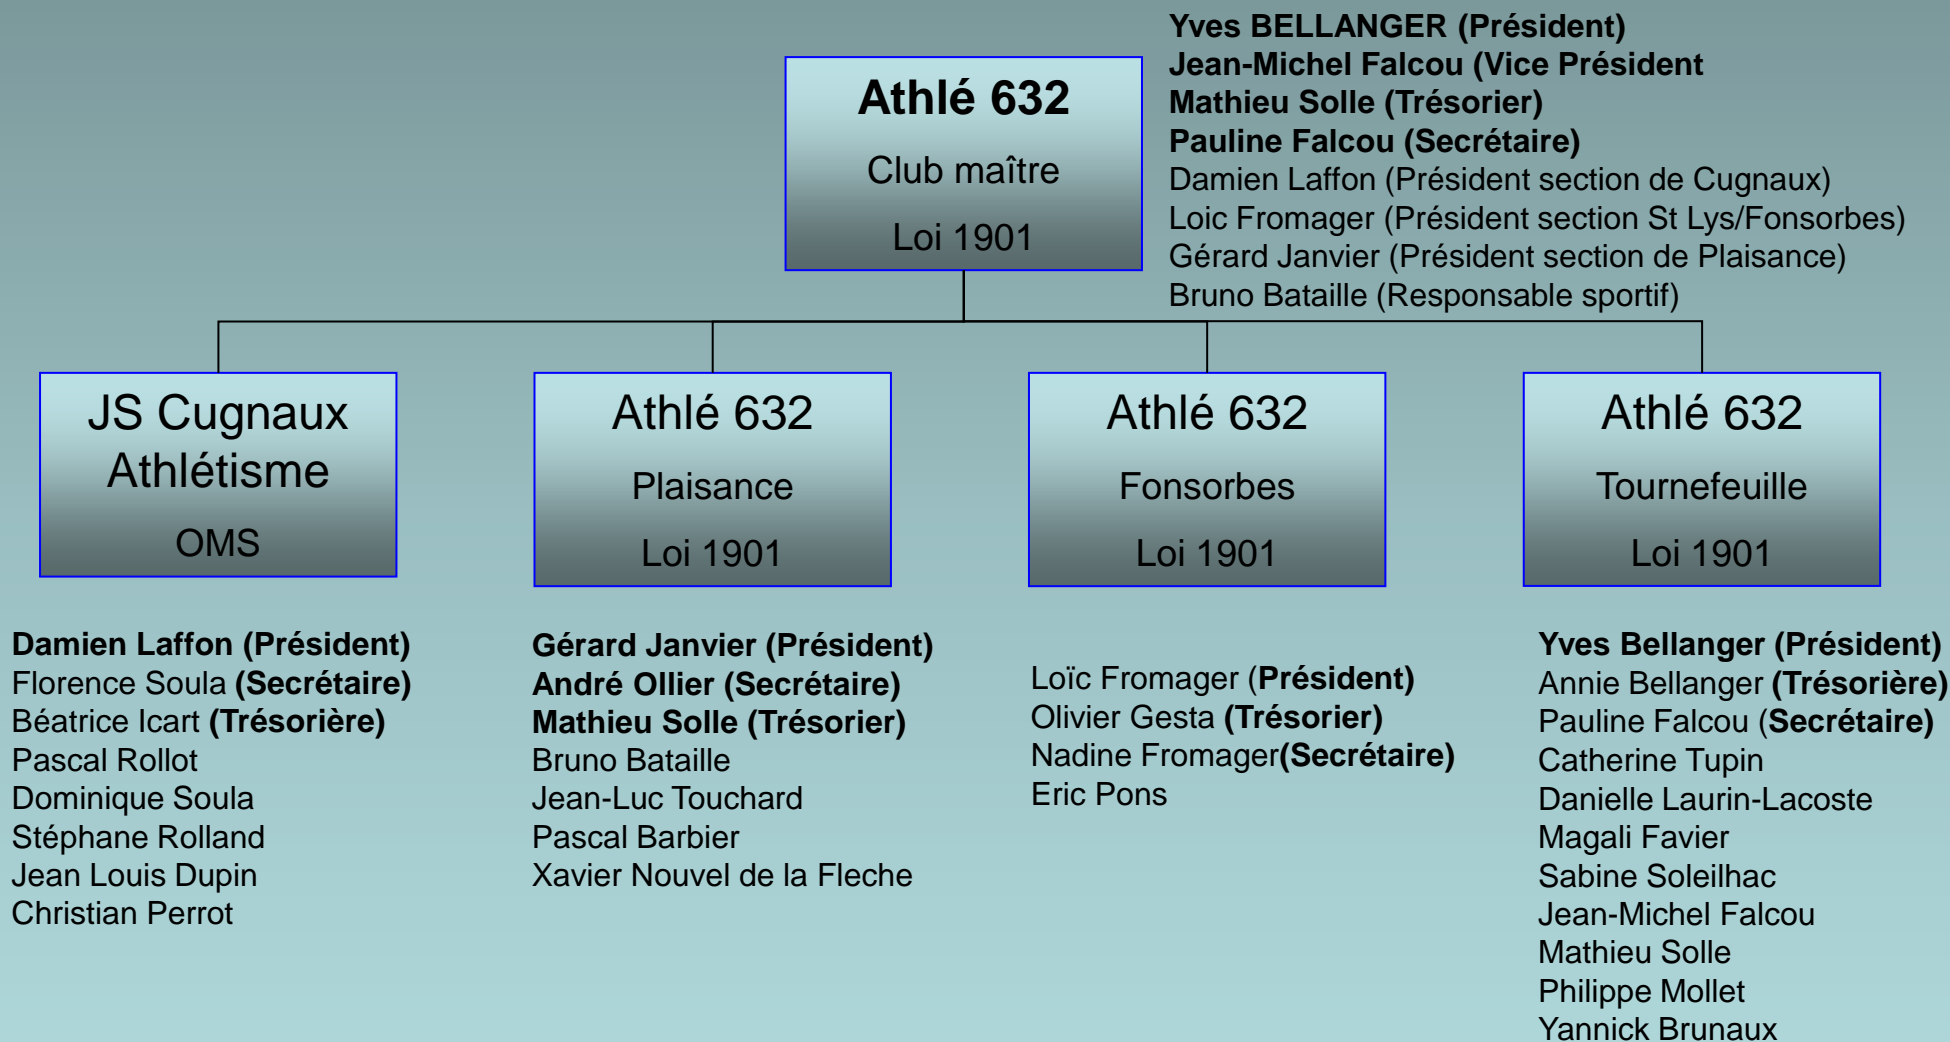 Athlé 632
Club maître
Loi 1901
Yves BELLANGER (Président)
Jean-Michel Falcou (Vice Président
Mathieu Solle (Trésorier)
Pauline Falcou (Secrétaire)
Damien Laffon (Président section de Cugnaux)
Loic Fromager (Président section St Lys/Fonsorbes)
Gérard Janvier (Président section de Plaisance)
Bruno Bataille (Responsable sportif)
JS Cugnaux
Athlétisme
OMS
Athlé 632
Plaisance
Loi 1901
Athlé 632
Fonsorbes
Loi 1901
Athlé 632
Tournefeuille
Loi 1901
Damien Laffon (Président)
Florence Soula (Secrétaire)
Béatrice Icart (Trésorière)
Pascal Rollot
Dominique Soula
Stéphane Rolland
Jean Louis Dupin
Christian Perrot
Gérard Janvier (Président)
André Ollier (Secrétaire)
Mathieu Solle (Trésorier)
Bruno Bataille
Jean-Luc Touchard
Pascal Barbier
Xavier Nouvel de la Fleche
Loïc Fromager (Président)
Olivier Gesta (Trésorier)
Nadine Fromager(Secrétaire)
Eric Pons
Yves Bellanger (Président)
Annie Bellanger (Trésorière)
Pauline Falcou (Secrétaire)
Catherine Tupin
Danielle Laurin-Lacoste
Magali Favier
Sabine Soleilhac
Jean-Michel Falcou
Mathieu Solle
Philippe Mollet
Yannick Brunaux